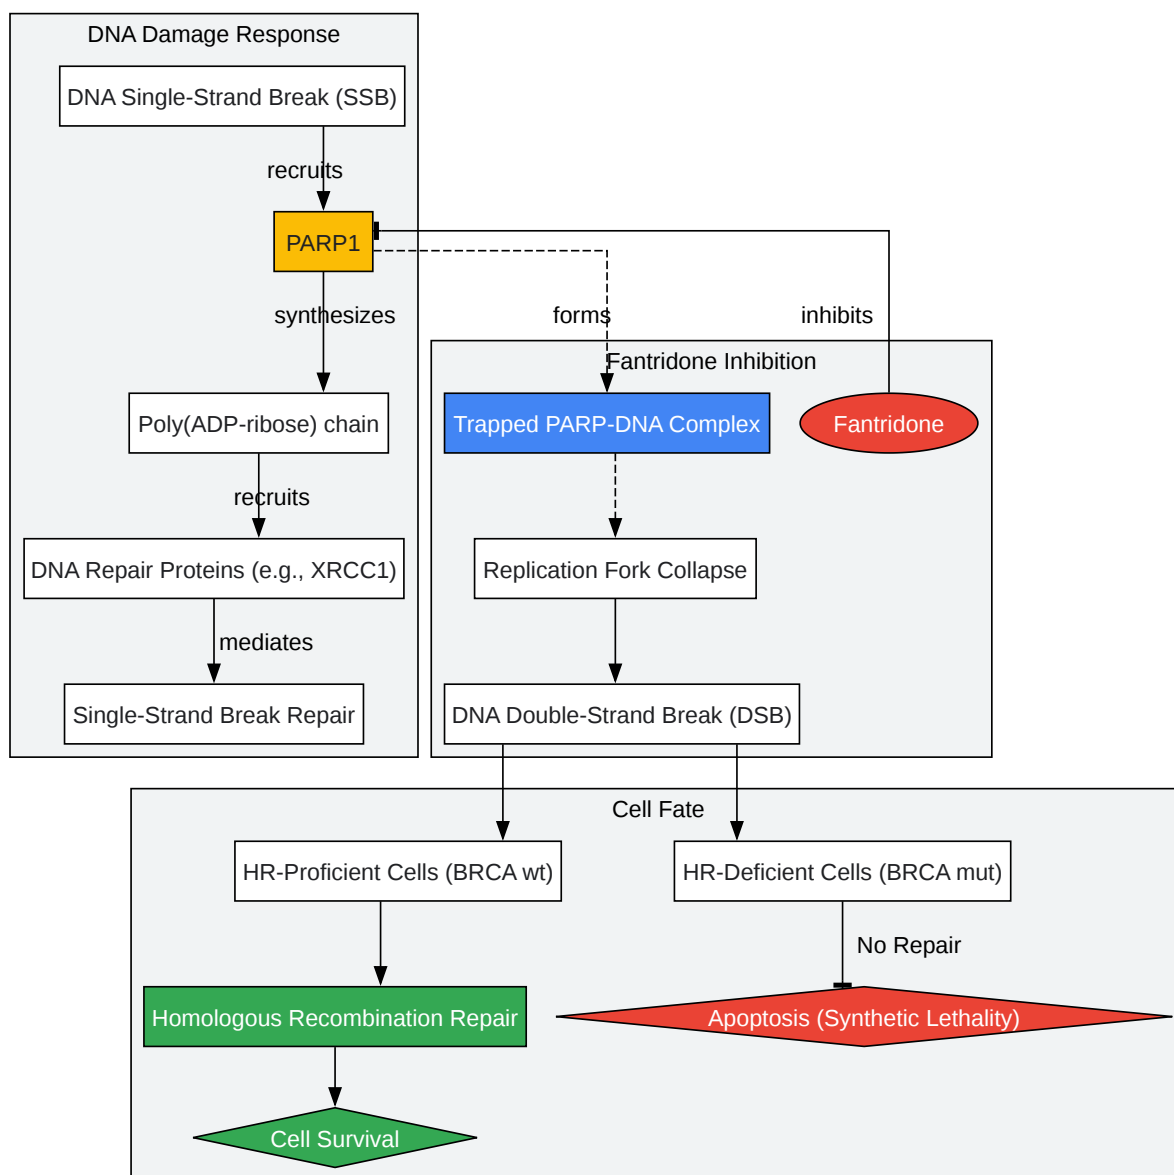 DNA Damage Response
DNA Single-Strand Break (SSB)
recruits
PARP1
synthesizes
forms
inhibits
Fantridone Inhibition
Poly(ADP-ribose) chain
Trapped PARP-DNA Complex
Fantridone
recruits
DNA Repair Proteins (e.g., XRCC1)
Replication Fork Collapse
mediates
Single-Strand Break Repair
DNA Double-Strand Break (DSB)
Cell Fate
HR-Proficient Cells (BRCA wt)
HR-Deficient Cells (BRCA mut)
No Repair
Homologous Recombination Repair
Apoptosis (Synthetic Lethality)
Cell Survival